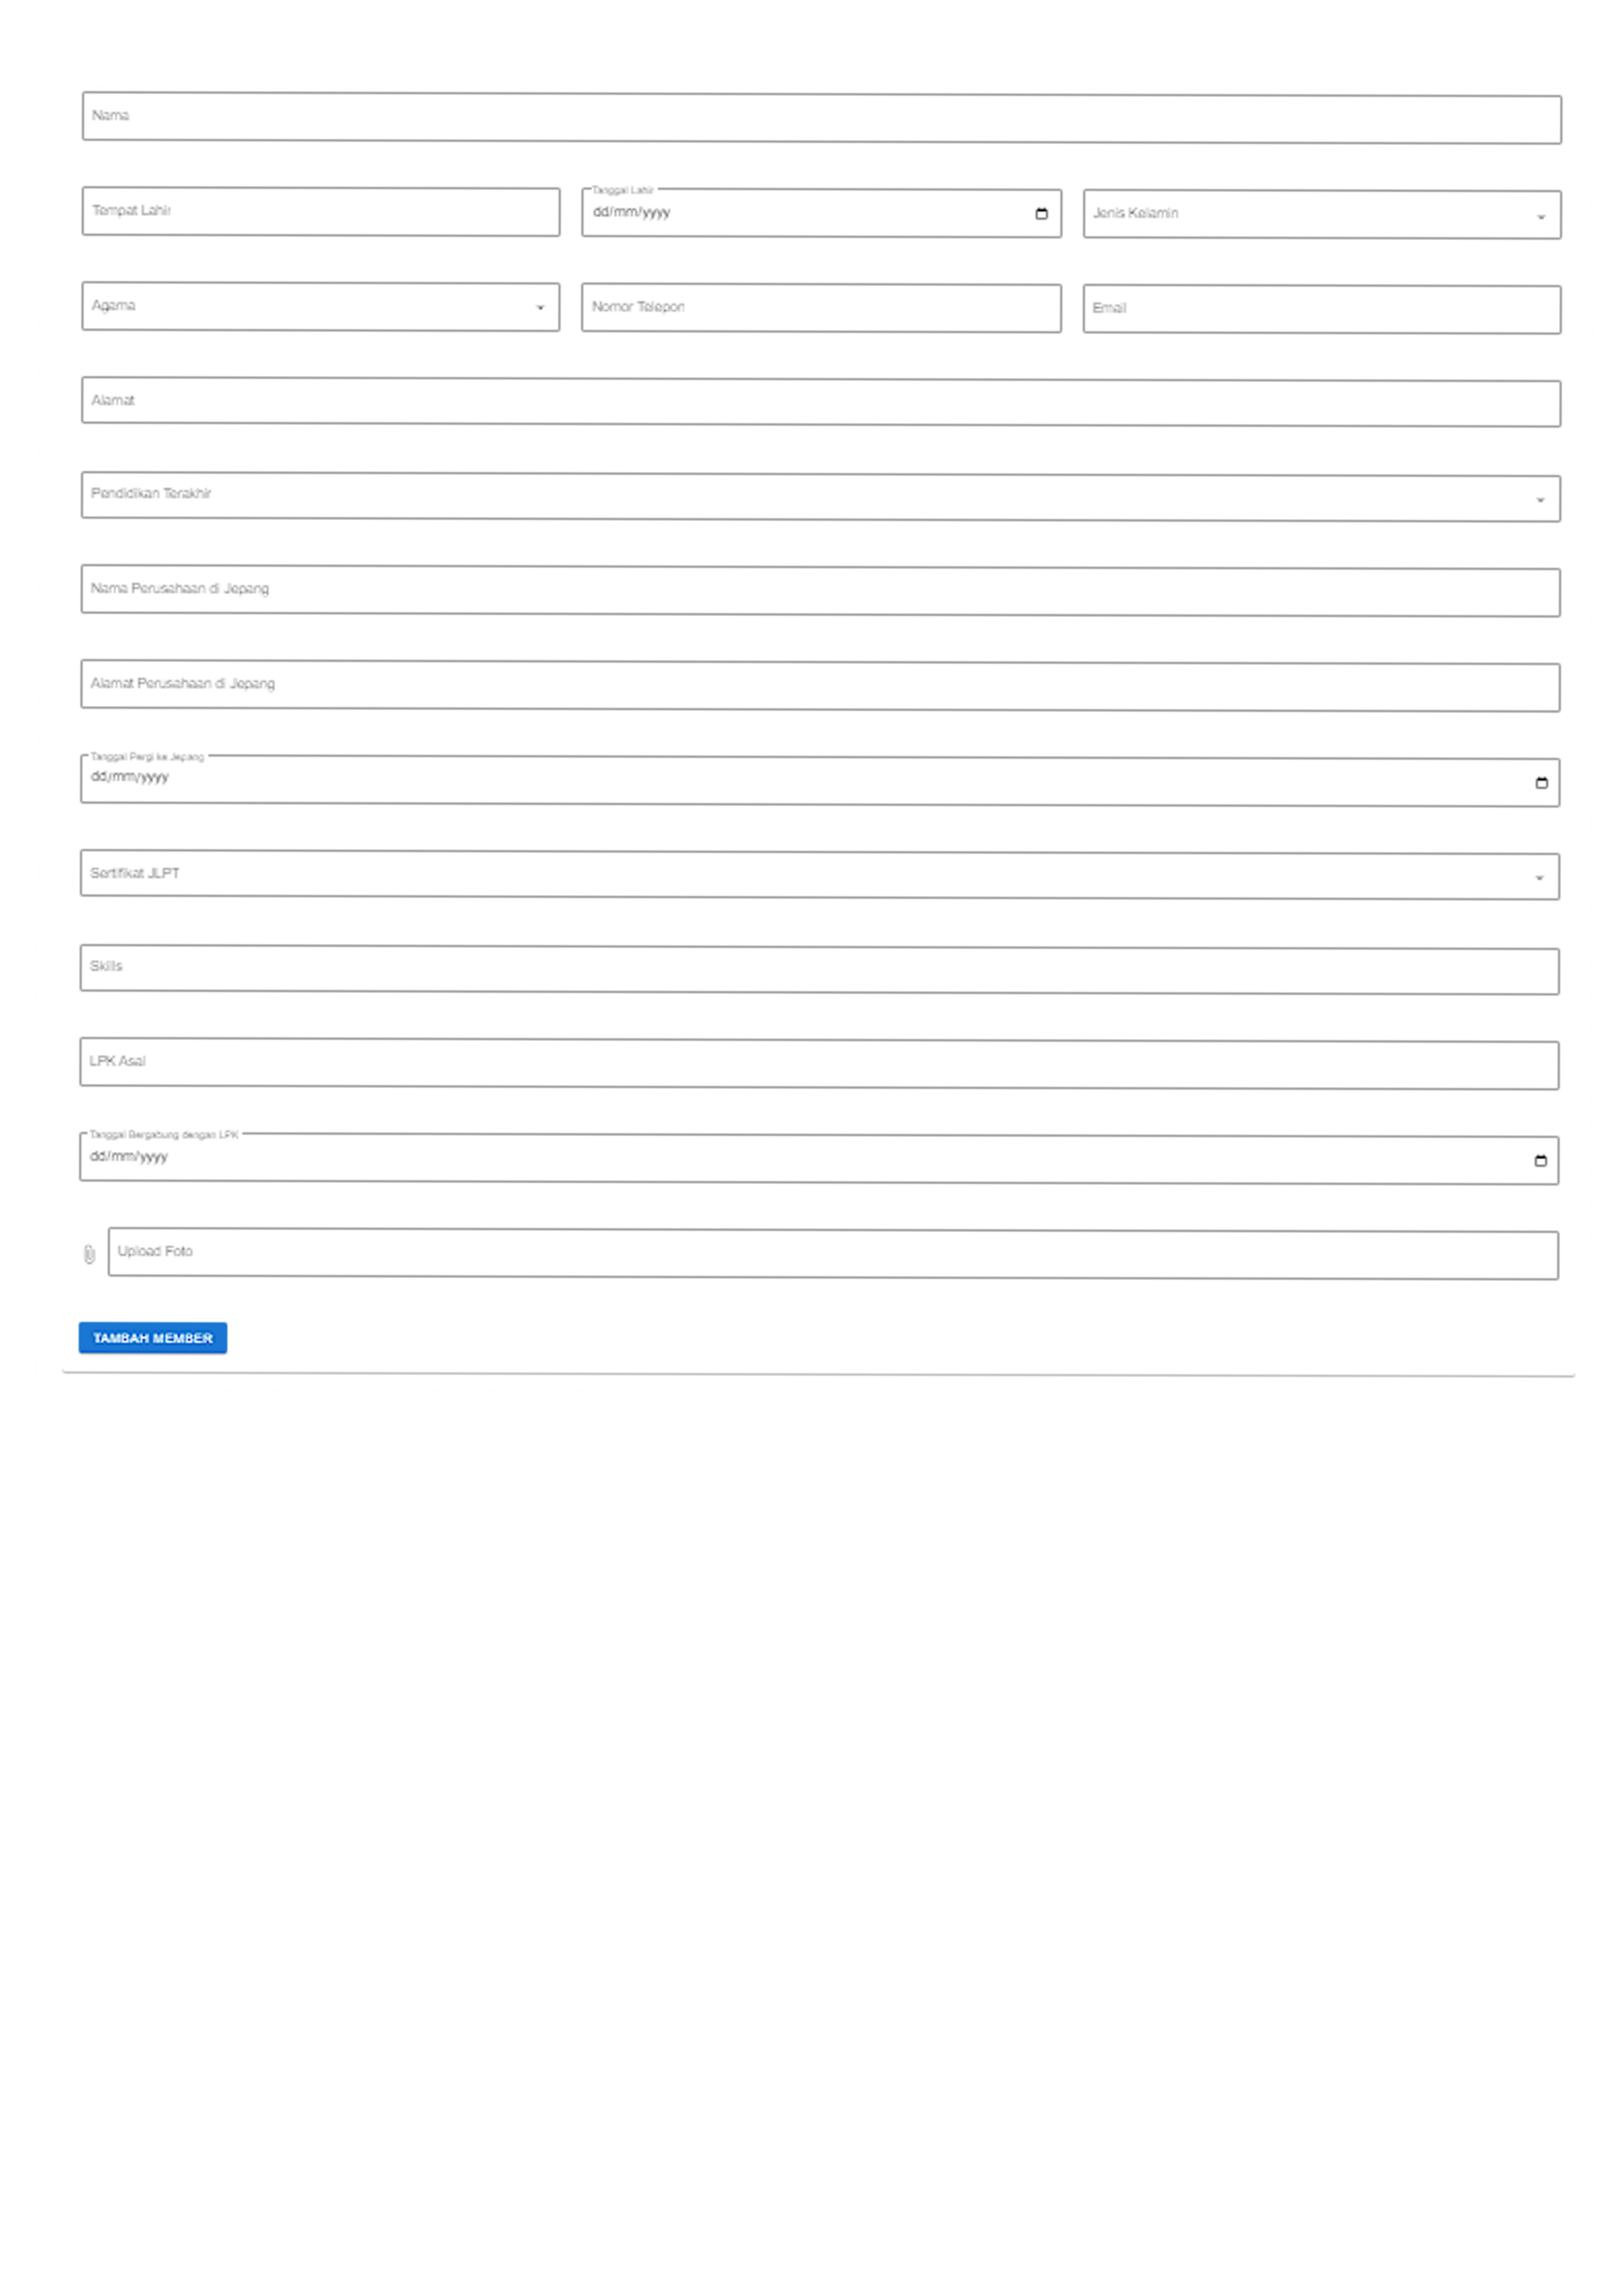 Nama
Tempat Lahir
Tanggal Lahir
dd/mm/yyyy
Jenis Kelamin
Agama
Nomor Telepon
Email
Alamat
Pendidikan Terakhir
Nama Perusahaan di Jepang
Alamat Perusahaan di Jepang
Tanggal Pergi ke Jepang
dd/mm/yyyy
Sertifikat JLPT
Skills
LPK Asal
Tanggal Bergabung dengan LPK
dd/mm/yyyy
Upload Foto
TAMBAH MEMBER